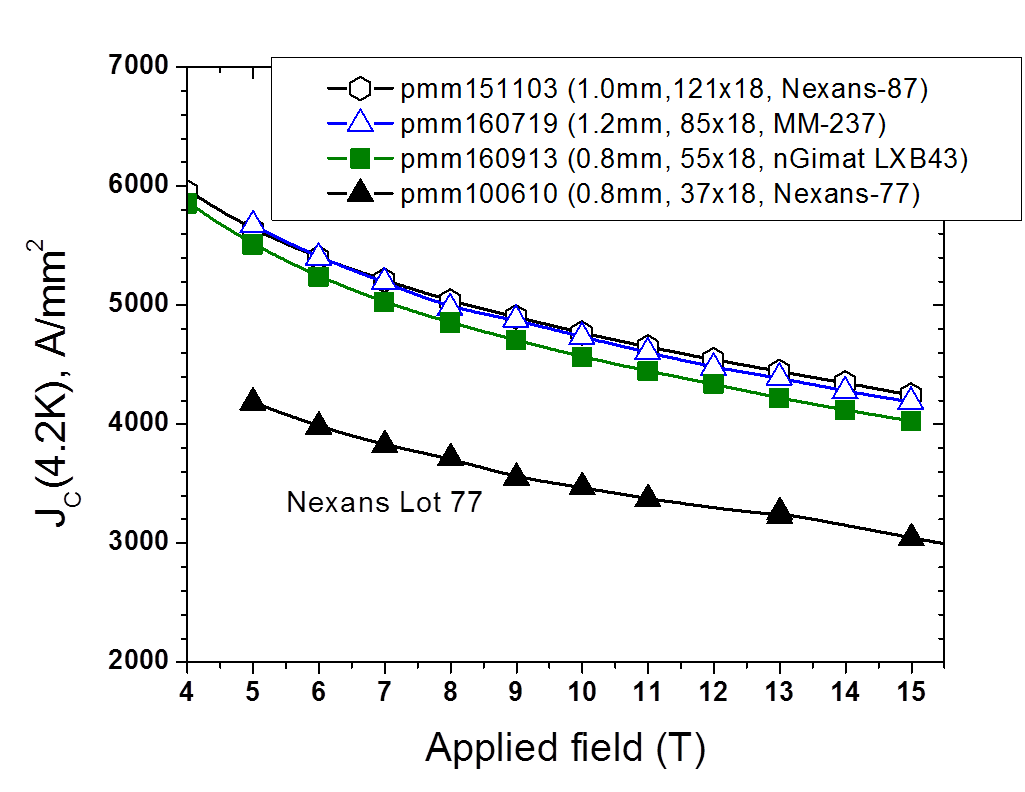 7000
6000
5000
4000
3000
2000
J_C(4.2K), A/mm²
pmm151103 (1.0mm,121x18, Nexans-87)
pmm160719 (1.2mm, 85x18, MM-237)
pmm160913 (0.8mm, 55x18, nGimat LXB43)
pmm100610 (0.8mm, 37x18, Nexans-77)
Nexans Lot 77
4 5 6 7 8 9 10 11 12 13 14 15
Applied field (T)